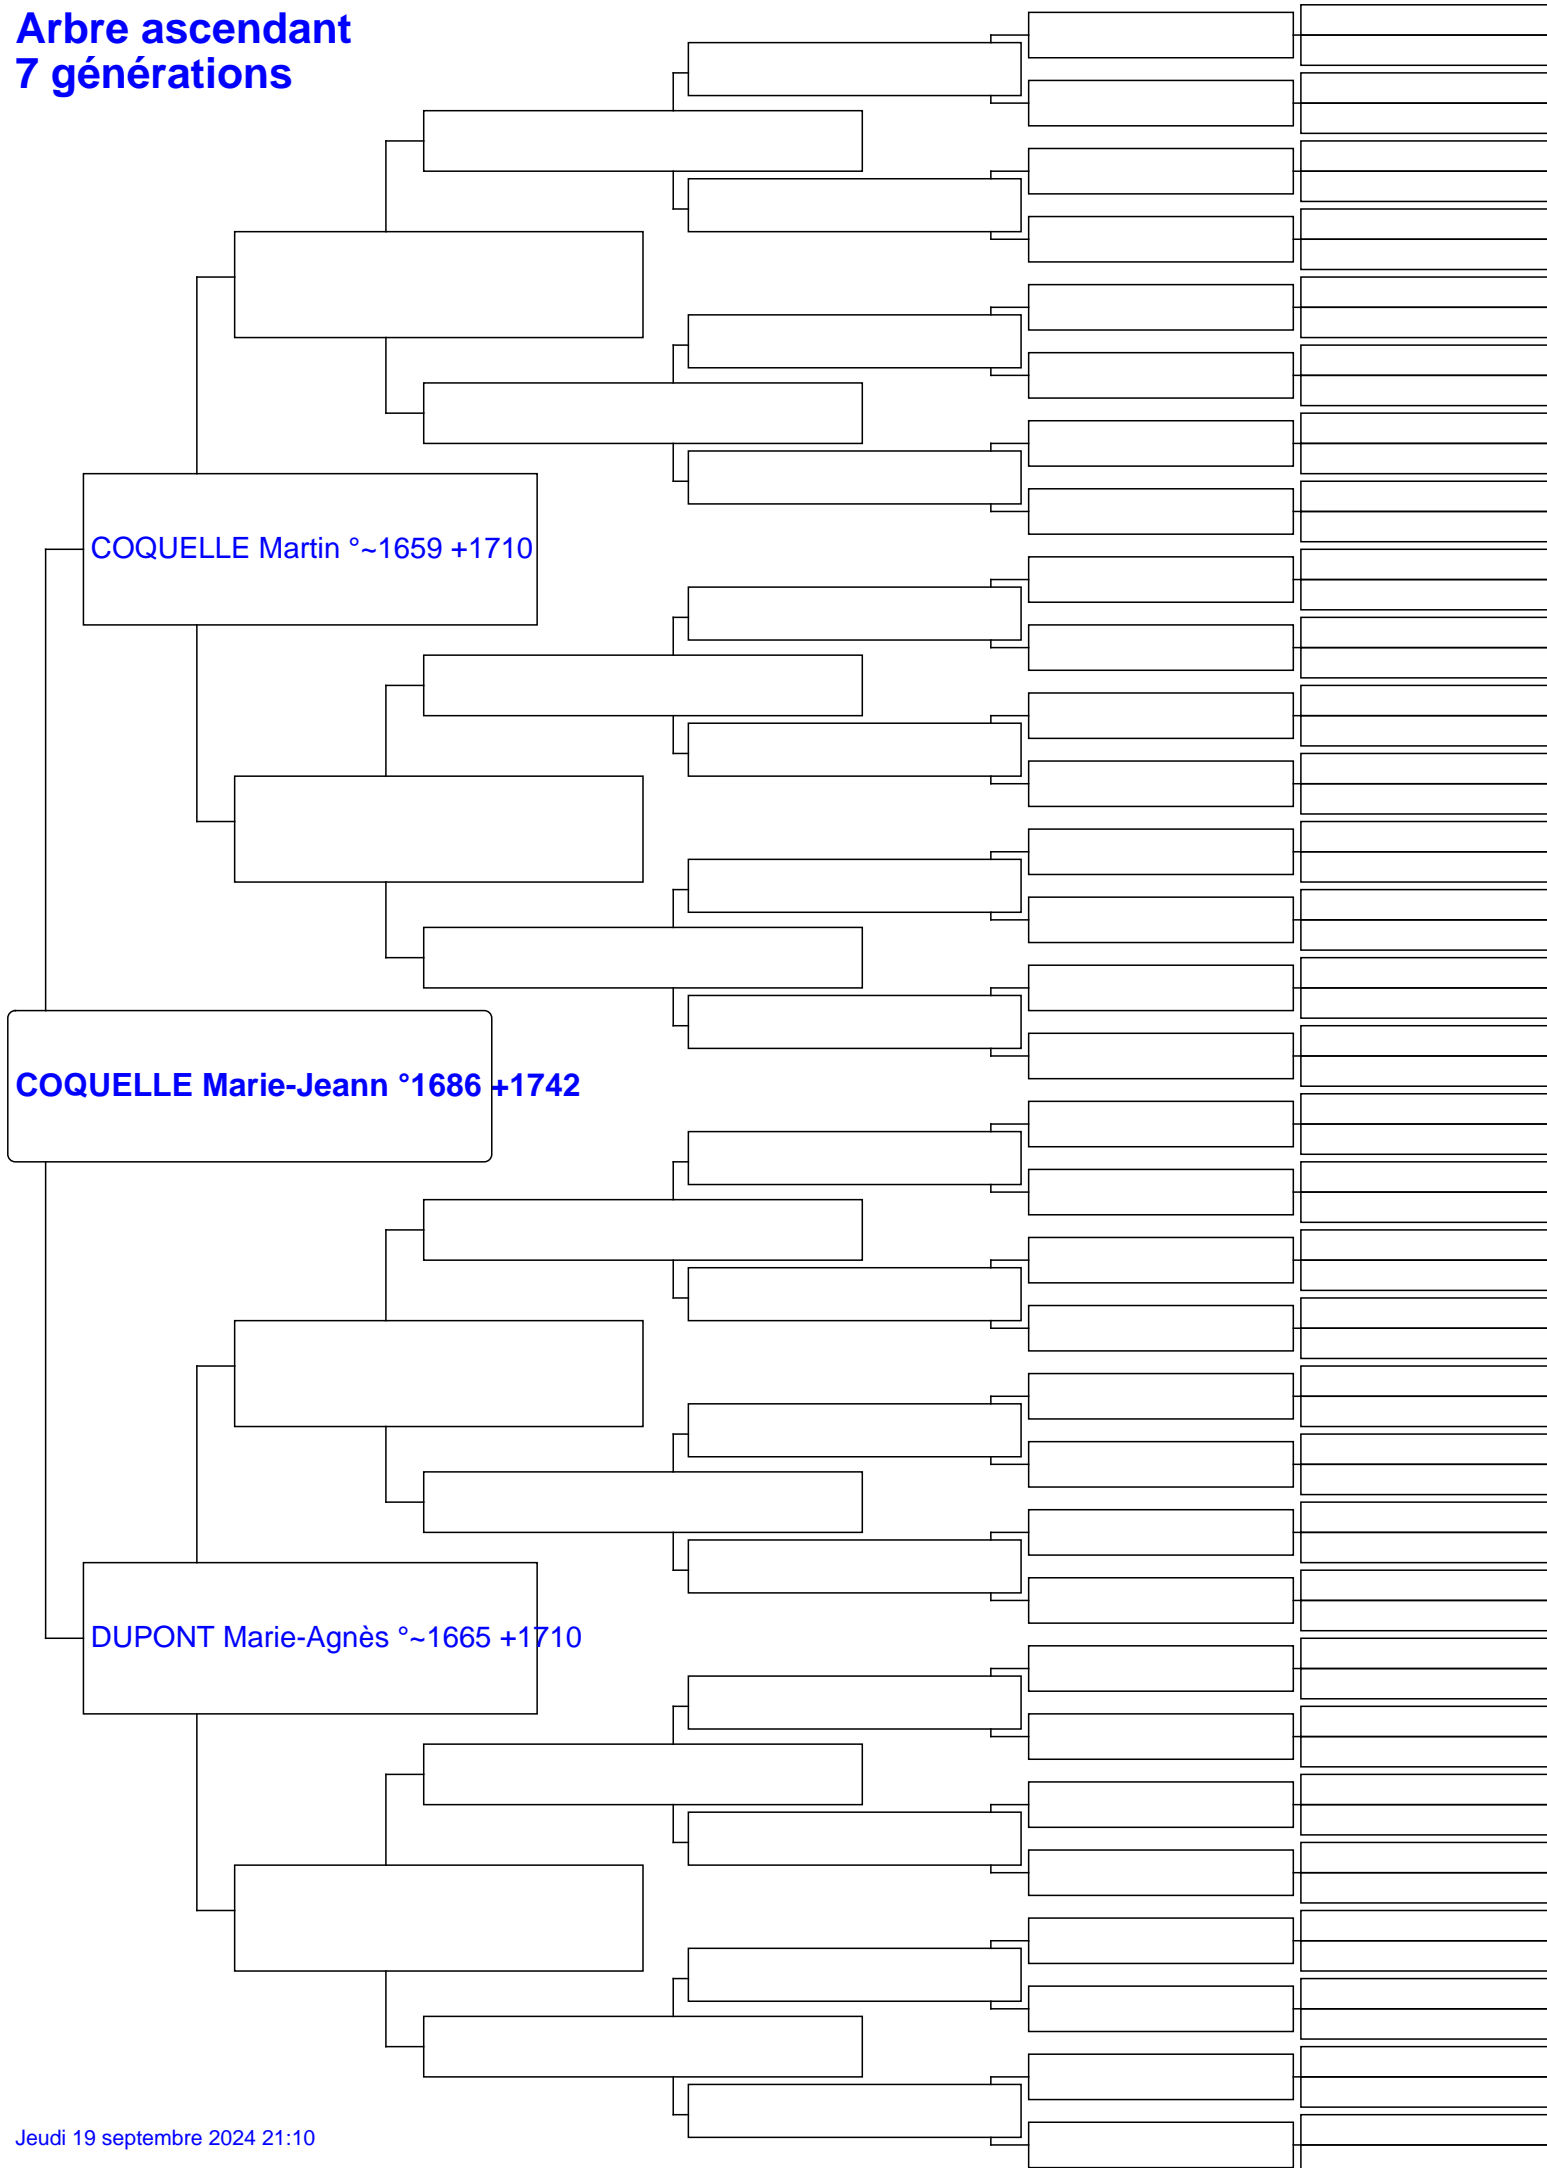 Arbre ascendant
7 générations
COQUELLE Martin °~1659 +1710
COQUELLE Marie-Jeann °1686 +1742
DUPONT Marie-Agnès °~1665 +1710
Jeudi 19 septembre 2024 21:10